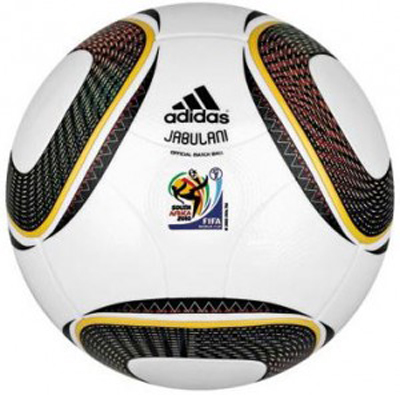 adidas
JABULANI
OFFICIAL MATCH BALL
SOUTH AFRICA
2010
FIFA
WORLD CUP